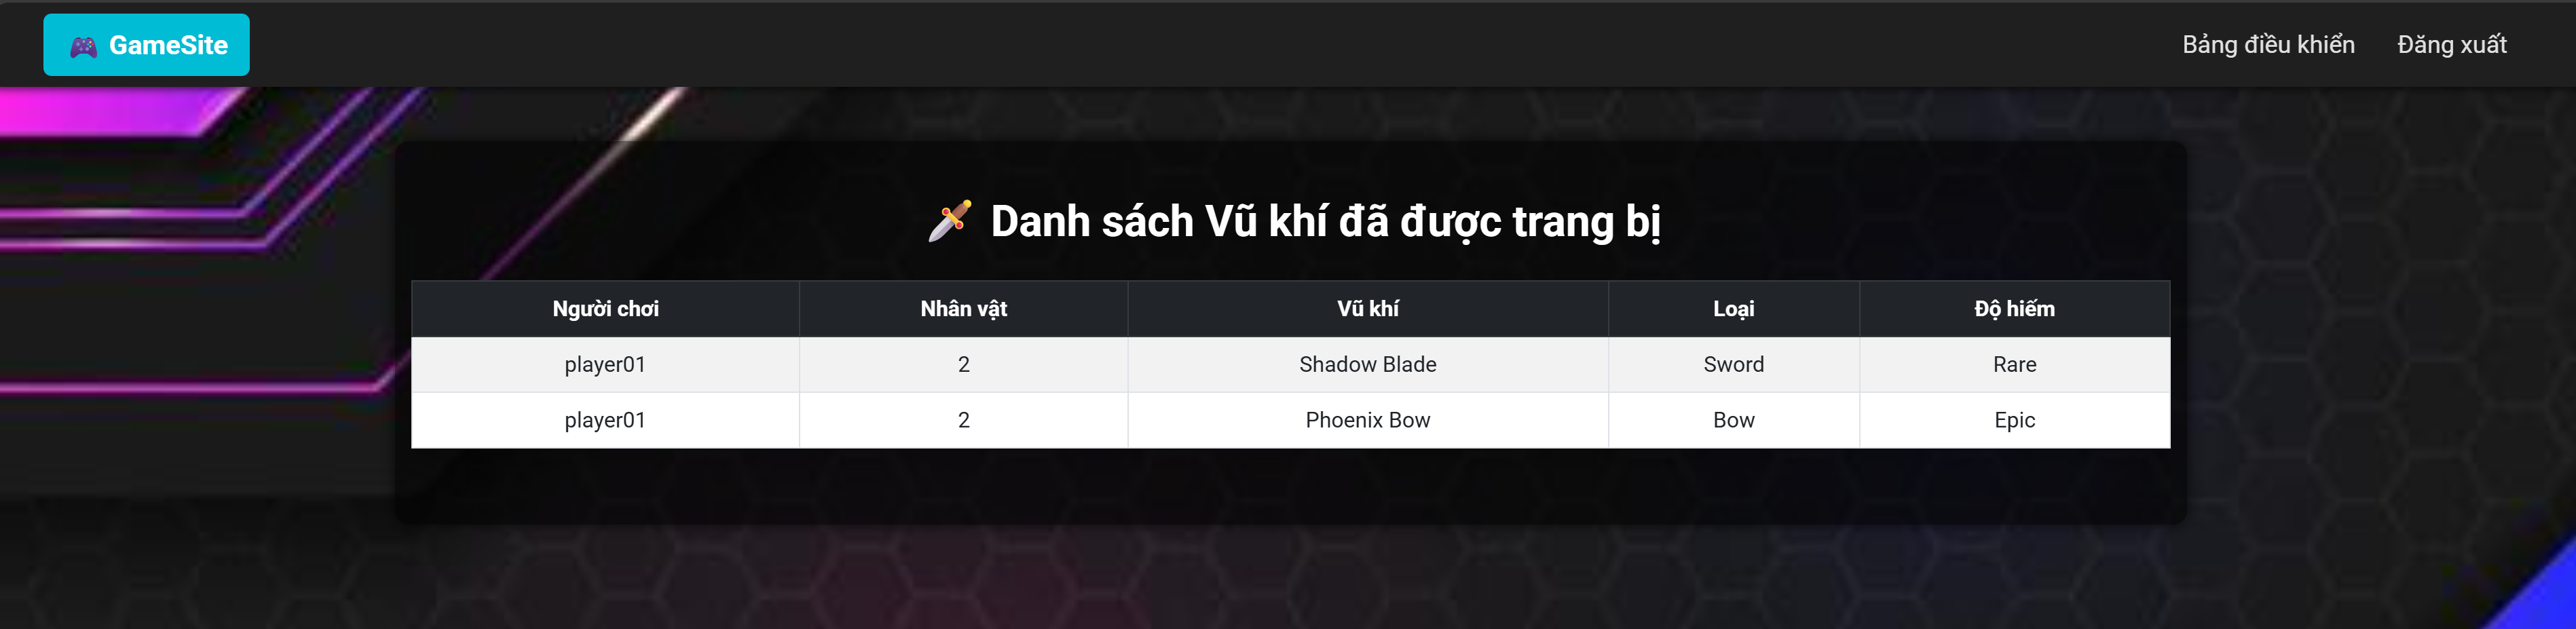 GameSite
Bảng điều khiển Đăng xuất
Danh sách Vũ khí đã được trang bị
Người chơi Nhân vật Vũ khí Loại Độ hiếm
player01 2 Shadow Blade Sword Rare
player01 2 Phoenix Bow Bow Epic